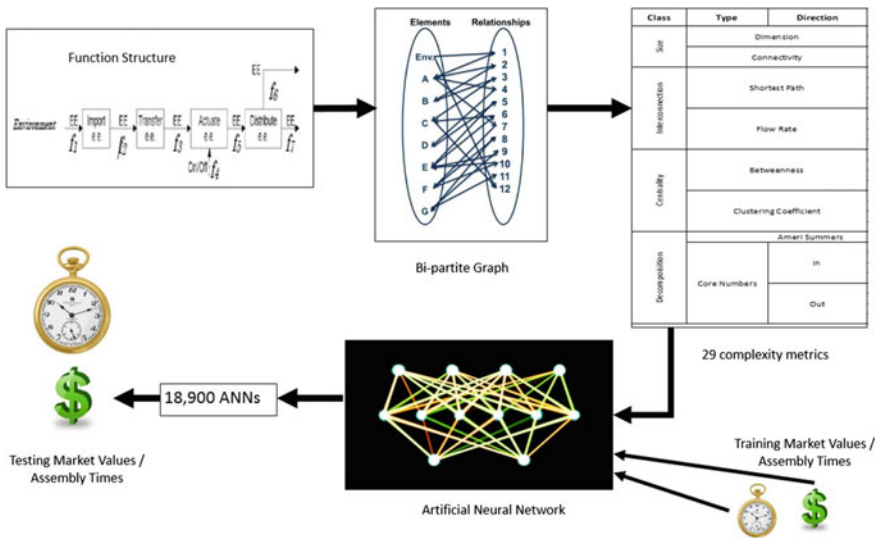 Function Structure
EE
f6
EE EE EE EE EE
Environment Import Transfer Actuate Distribute
e.e. e.e. e.e. e.e.
f1 f2 f3 f5 f7
On/Off f4
Elements Relationships
Env.
A
B
C
D
E
F
G
1
2
3
4
5
6
7
8
9
10
11
12
Bi-partite Graph
Class Type Direction
Size
Dimension
Connectivity
Interconnection
Shortest Path
Flow Rate
Centrality
Betweenness
Clustering Coefficient
Decomposition
Ameri Summers
Core Numbers
In
Out
29 complexity metrics
18,900 ANNs
Testing Market Values /
Assembly Times
Artificial Neural Network
Training Market Values /
Assembly Times